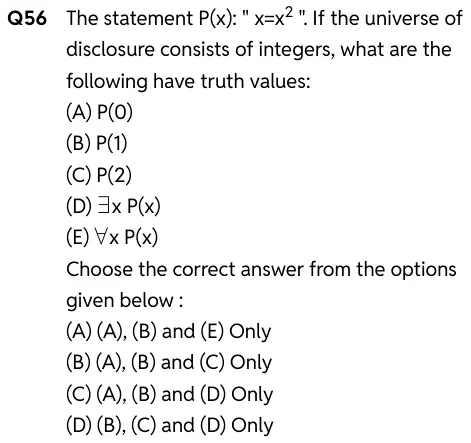 Q56 The statement P(x): " x=x² ". If the universe of
disclosure consists of integers, what are the
following have truth values:
(A) P(0)
(B) P(1)
(C) P(2)
(D) ∃x P(x)
(E) ∀x P(x)
Choose the correct answer from the options
given below :
(A) (A), (B) and (E) Only
(B) (A), (B) and (C) Only
(C) (A), (B) and (D) Only
(D) (B), (C) and (D) Only